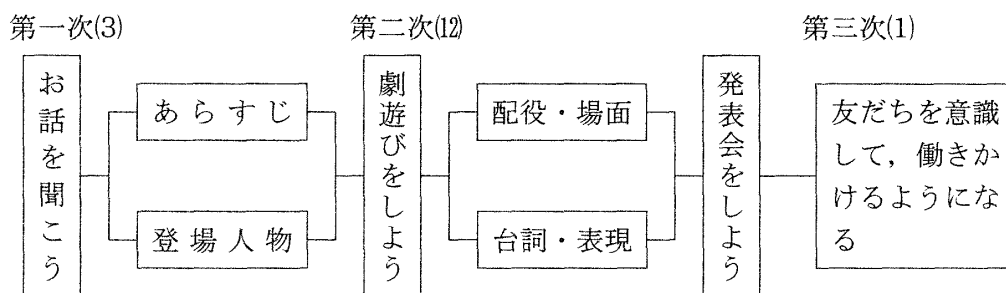 第一次(3)
第二次(12)
第三次(1)
お話を聞こう
あらすじ
登場人物
劇遊びをしよう
配役・場面
台詞・表現
発表会をしよう
友だちを意識
して，働きか
けるようにな
る